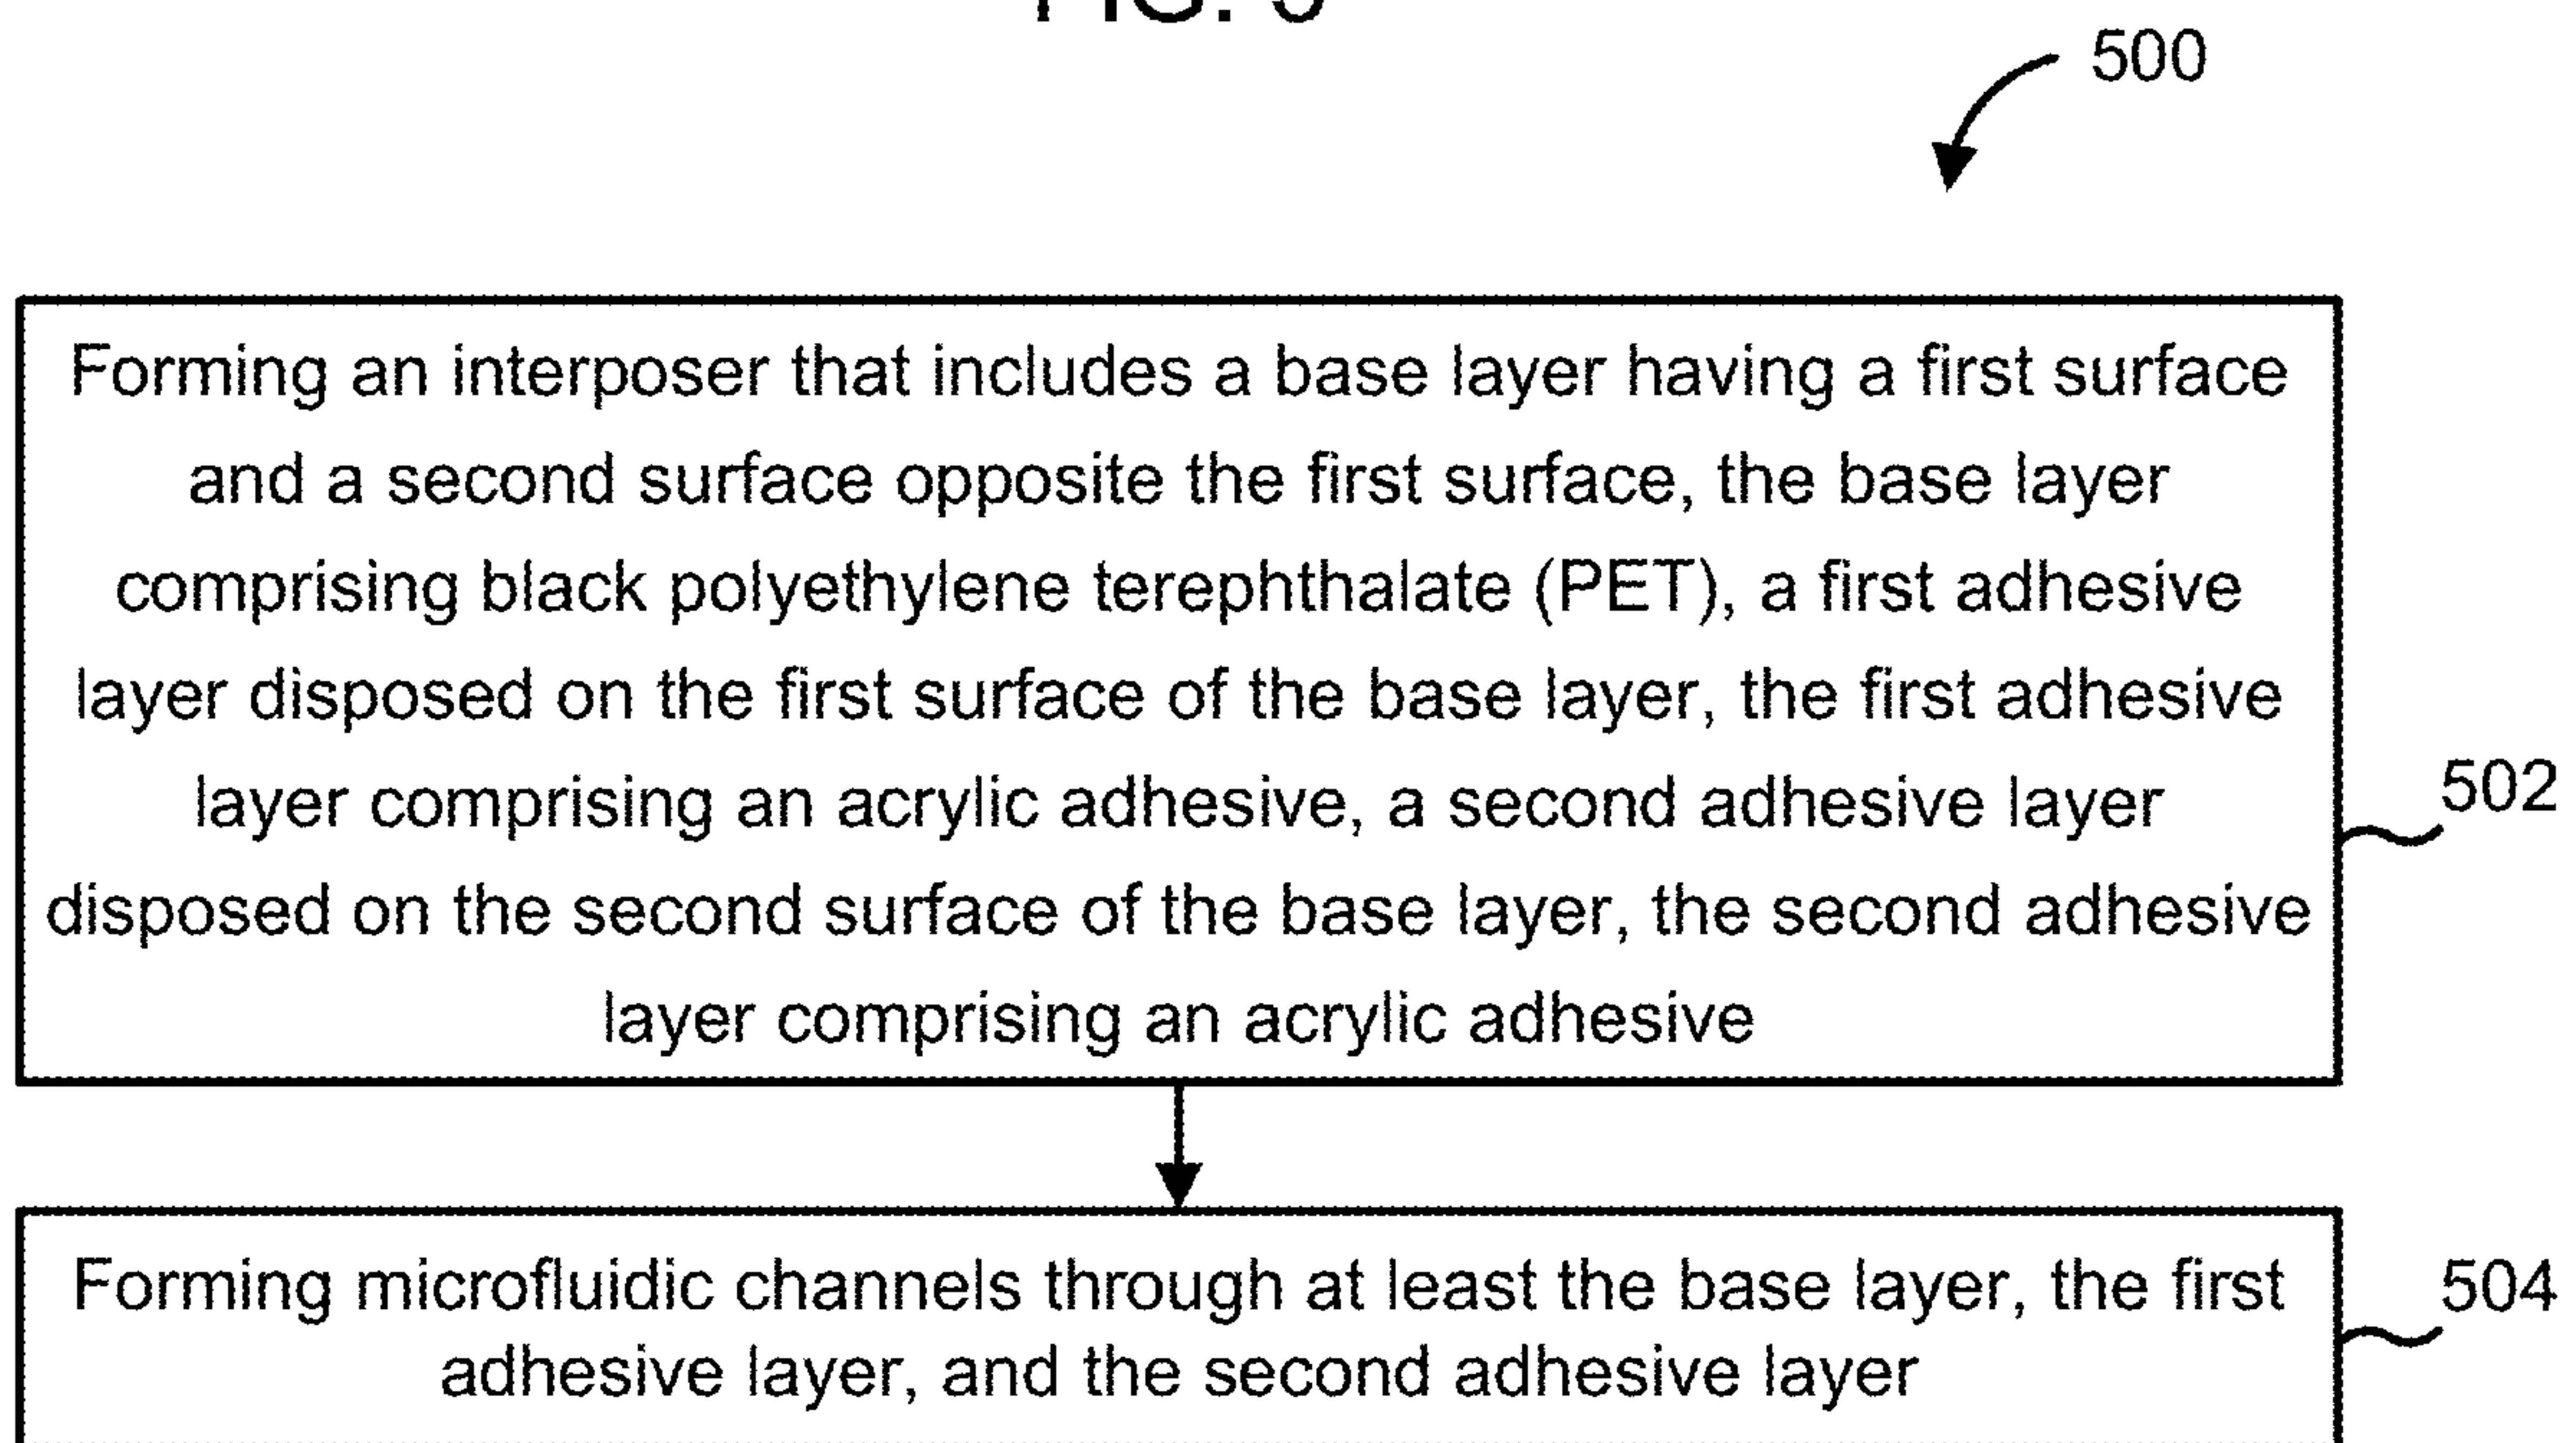 FIG. 5
500
Forming an interposer that includes a base layer having a first surface
and a second surface opposite the first surface, the base layer
comprising black polyethylene terephthalate (PET), a first adhesive
layer disposed on the first surface of the base layer, the first adhesive
layer comprising an acrylic adhesive, a second adhesive layer
disposed on the second surface of the base layer, the second adhesive
layer comprising an acrylic adhesive
502
Forming microfluidic channels through at least the base layer, the first
adhesive layer, and the second adhesive layer
504